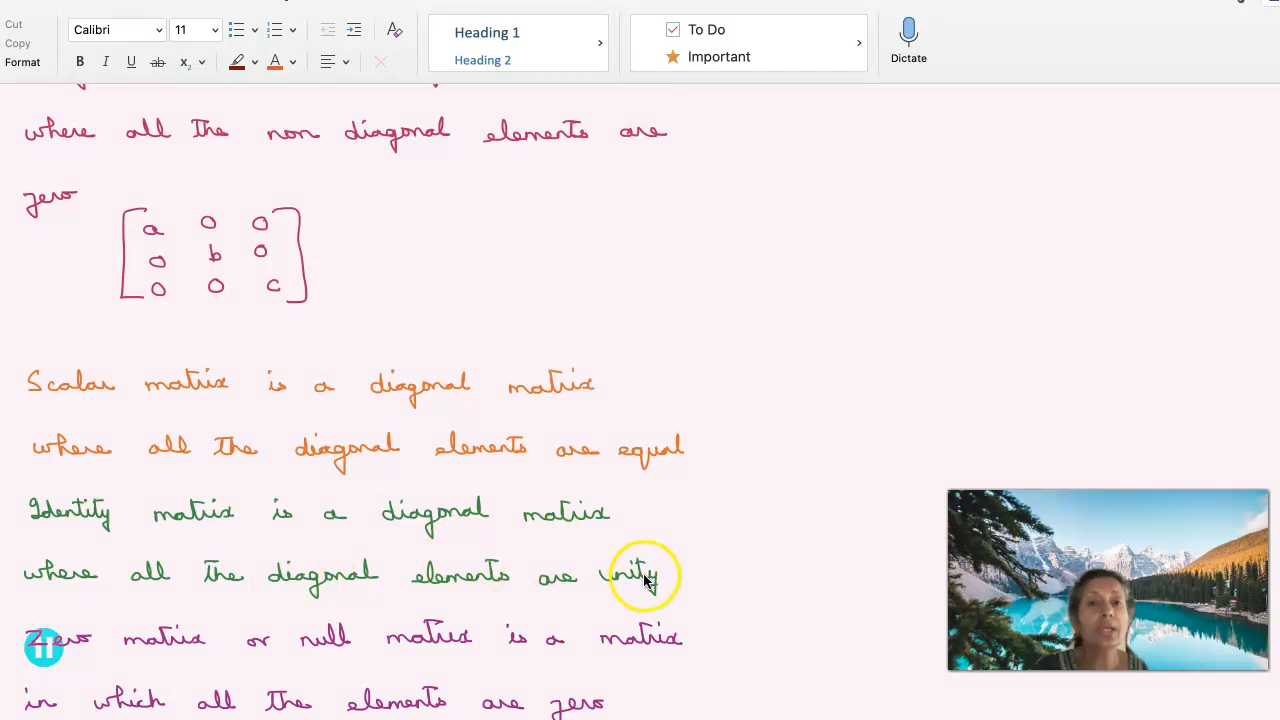 Cut
Copy
Format
Calibri
11
B I U ab x
Heading 1
Heading 2
To Do
Important
Dictate
where all the non diagonal elements are
zero
a 0 0
0 b 0
0 0 c
Scalar matrix is a diagonal matrix
where all the diagonal elements are equal
Identity matrix is a diagonal matrix
where all the diagonal elements are unity
Zero matrix or null matrix is a matrix
in which all the elements are zero